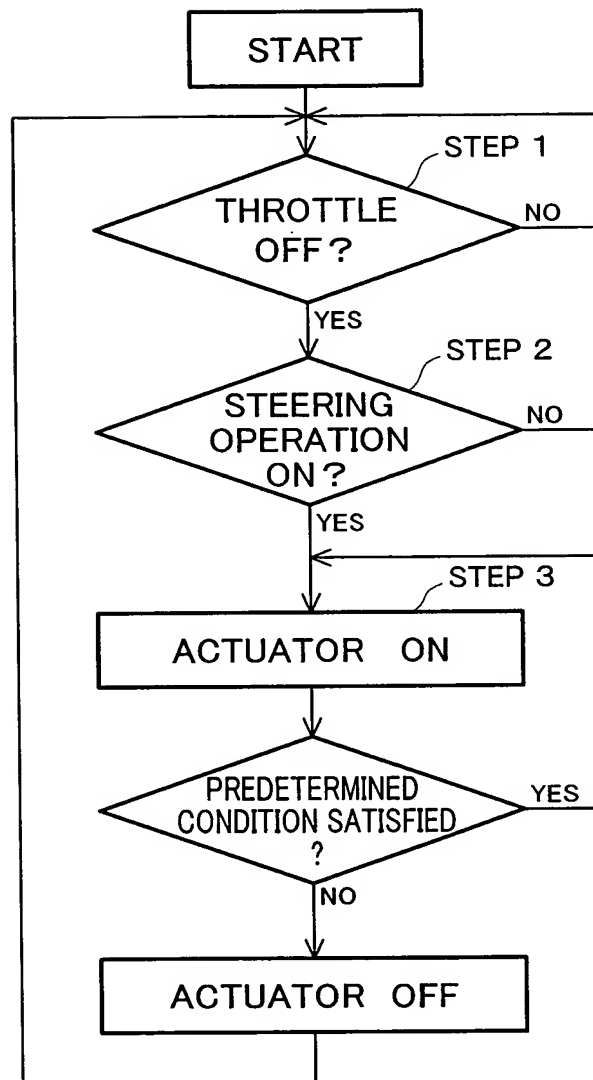 START
STEP 1
THROTTLE
OFF?
NO
YES
STEP 2
STEERING
OPERATION
ON?
NO
YES
STEP 3
ACTUATOR ON
PREDETERMINED
CONDITION SATISFIED
?
YES
NO
ACTUATOR OFF